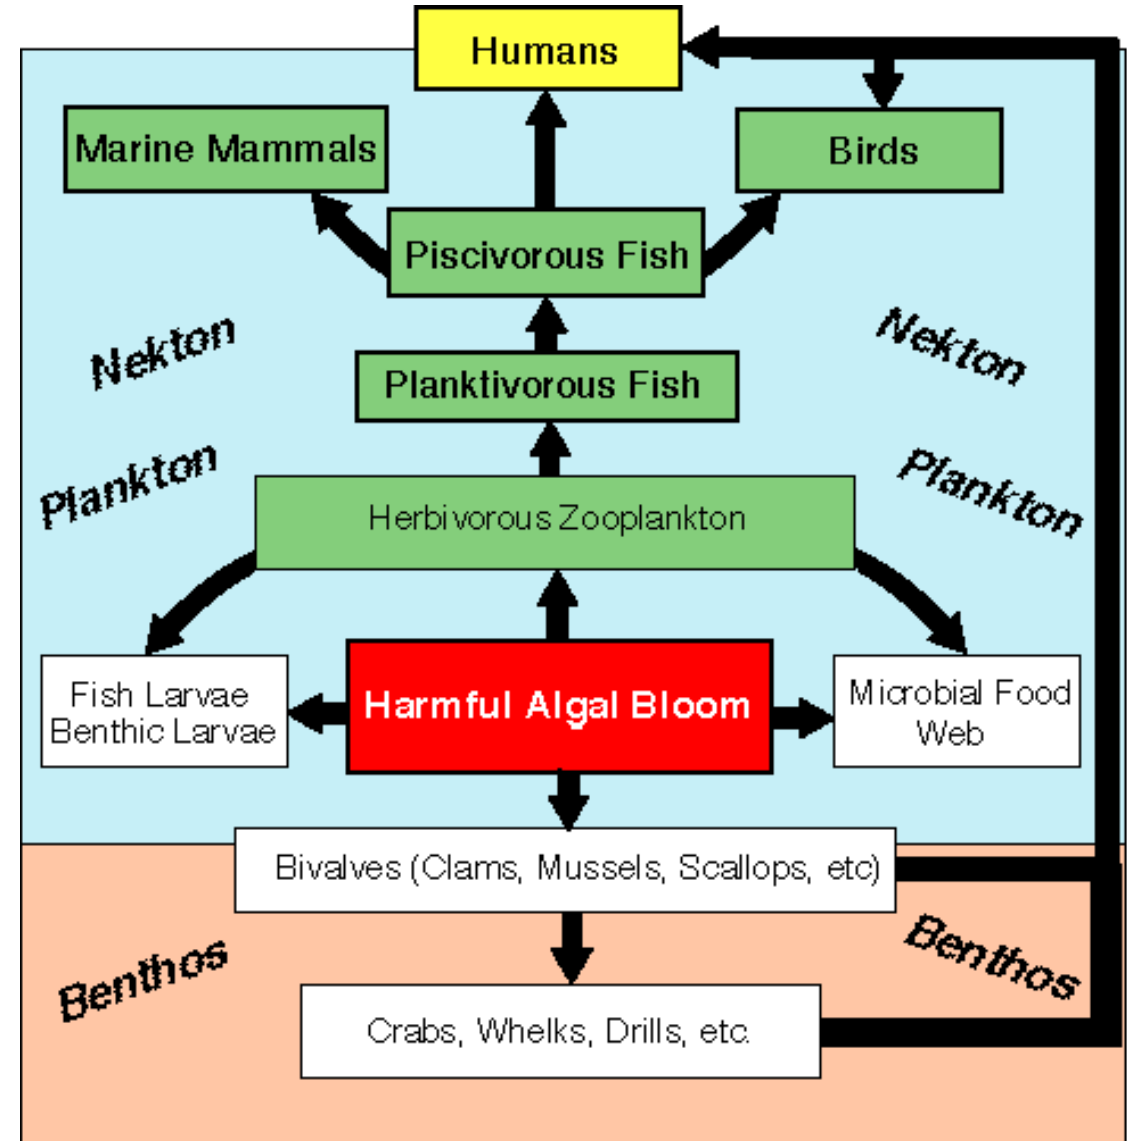 Humans
Marine Mammals
Birds
Piscivorous Fish
Nekton
Nekton
Planktivorous Fish
Plankton
Plankton
Herbivorous Zooplankton
Fish Larvae
Benthic Larvae
Harmful Algal Bloom
Microbial Food
Web
Bivalves (Clams, Mussels, Scallops, etc)
Benthos
Benthos
Crabs, Whelks, Drills, etc.